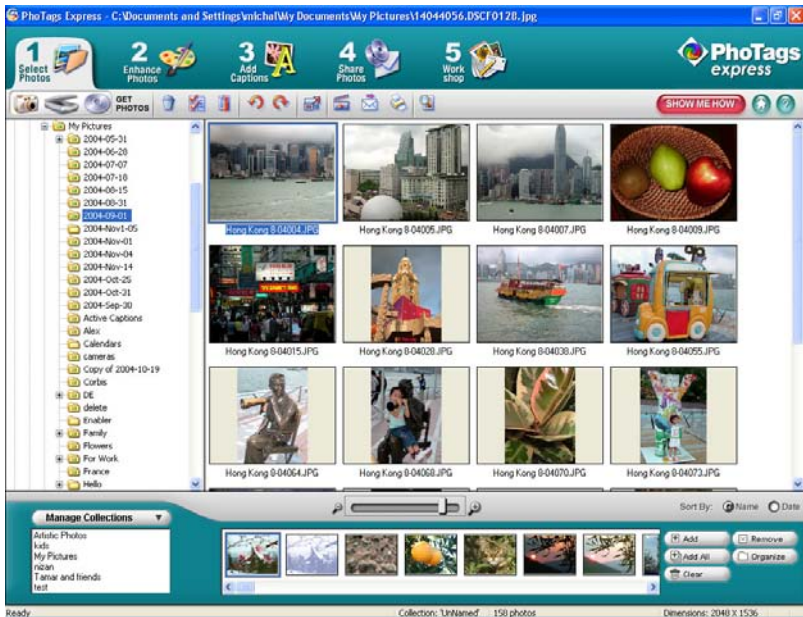 PhoTags Express - C:\Documents and Settings\michal\My Documents\My Pictures\14044056.DSCF0128.jpg
1 Select Photos
2 Enhance Photos
3 Add Captions
4 Share Photos
5 Work shop
PhoTags express
GET PHOTOS
SHOW ME HOW
My Pictures
2004-05-31
2004-06-28
2004-07-07
2004-07-18
2004-08-15
2004-08-31
2004-09-01
2004-Nov1-05
2004-Nov-01
2004-Nov-04
2004-Nov-14
2004-Oct-25
2004-Oct-31
2004-Sep-30
Active Captions
Alex
Calendars
cameras
Copy of 2004-10-19
Corbis
DE
delete
Enabler
Family
Flowers
For Work
France
Hello
Hong Kong 8-04004.JPG
Hong Kong 8-04005.JPG
Hong Kong 8-04007.JPG
Hong Kong 8-04009.JPG
Hong Kong 8-04015.JPG
Hong Kong 8-04028.JPG
Hong Kong 8-04038.JPG
Hong Kong 8-04055.JPG
Hong Kong 8-04064.JPG
Hong Kong 8-04068.JPG
Hong Kong 8-04070.JPG
Hong Kong 8-04073.JPG
Sort By: Name Date
Manage Collections
Artistic Photos
kids
My Pictures
nizan
Tamar and friends
test
Add
Remove
Add All
Organize
Clear
Ready
Collection: 'UnNamed' 158 photos
Dimensions: 2048 X 1536